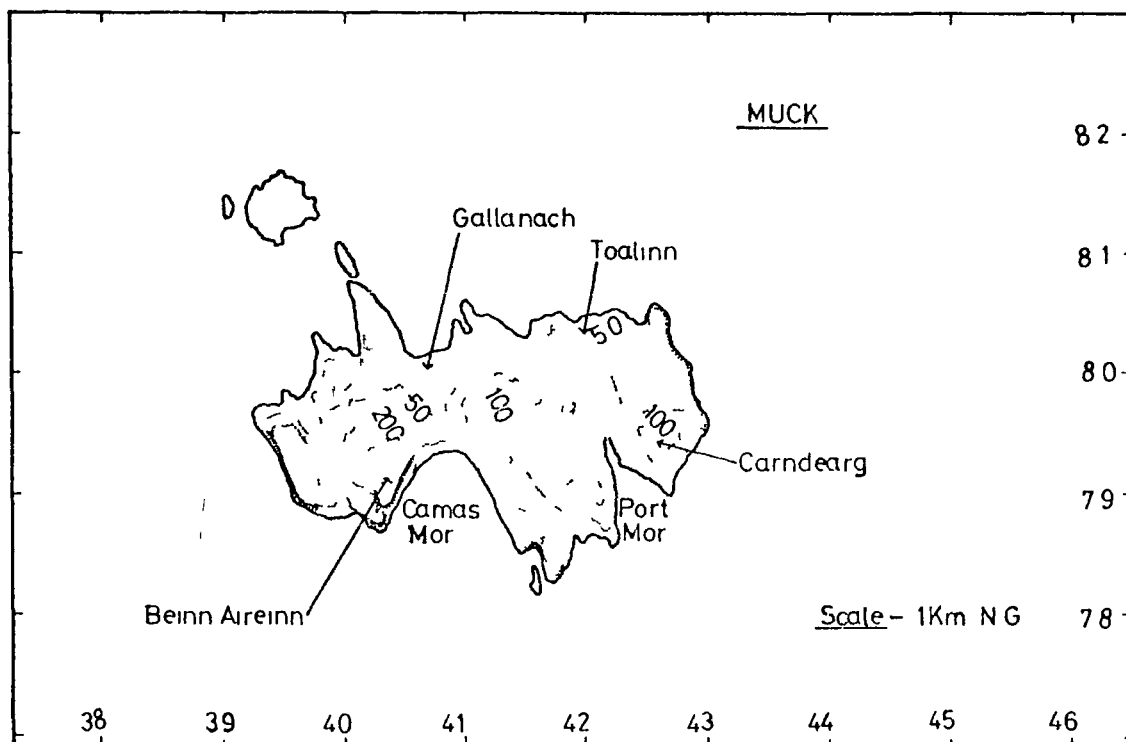 MUCK
82
Gallanach
Toalinn
81
50
80
200
50
100
100
Carndearg
79
Camas
Mor
Port
Mor
Beinn Aireinn
Scale - 1Km N G
78
38
39
40
41
42
43
44
45
46